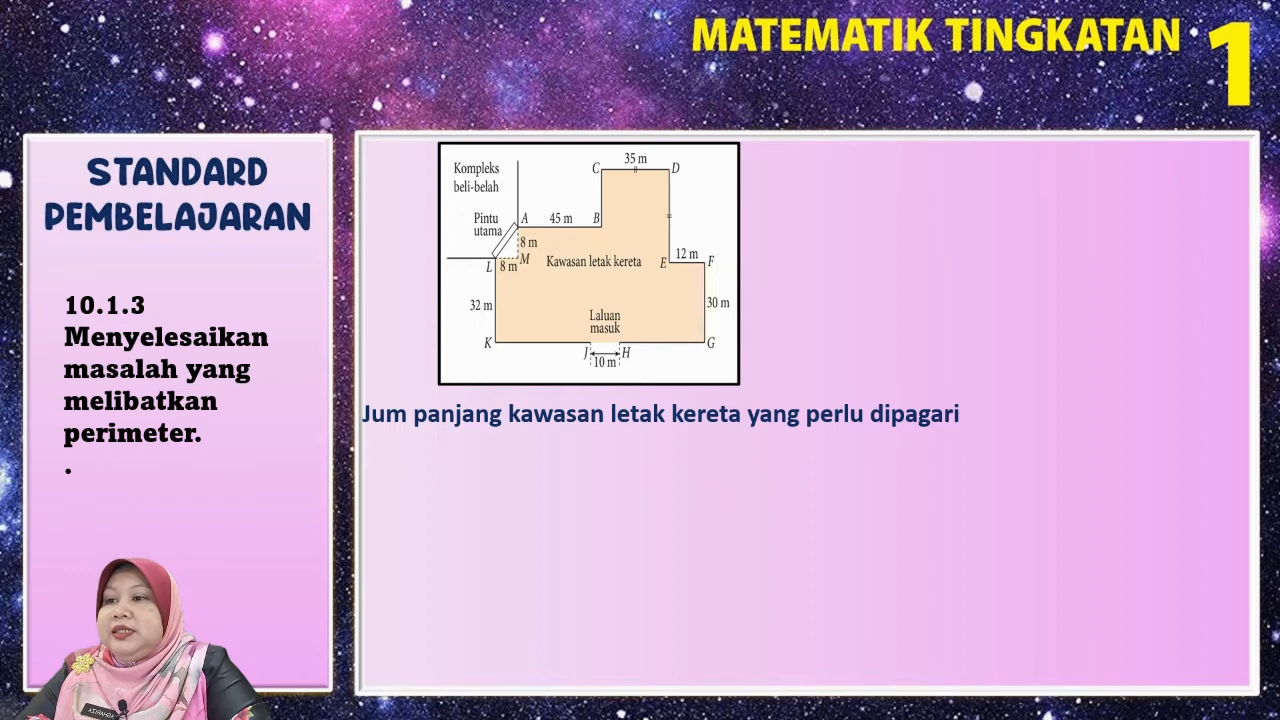 MATEMATIK TINGKATAN 1
STANDARD
PEMBELAJARAN
10.1.3
Menyelesaikan
masalah yang
melibatkan
perimeter.
.
35 m
C
D
Kompleks
beli-belah
Pintu
utama
A
45 m
B
8 m
M
L
8 m
Kawasan letak kereta
E
12 m
F
32 m
30 m
Laluan
masuk
K
J
H
G
10 m
Jum panjang kawasan letak kereta yang perlu dipagari